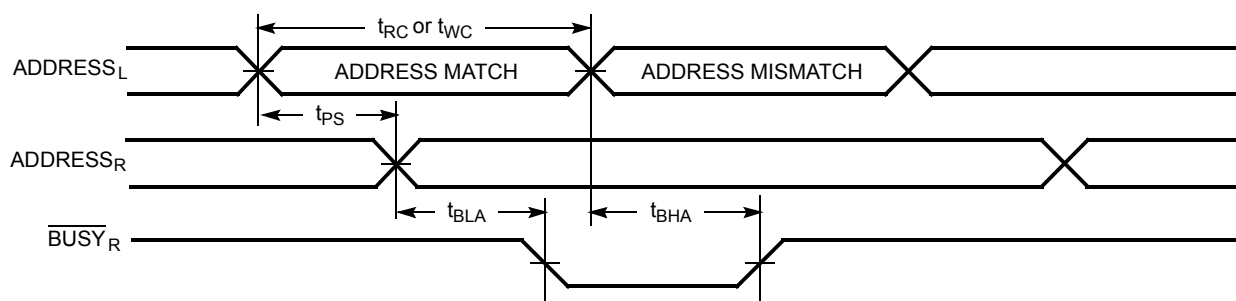 tRC or tWC
ADDRESSL ADDRESS MATCH ADDRESS MISMATCH
tPS
ADDRESSR
tBLA tBHA
BUSYR